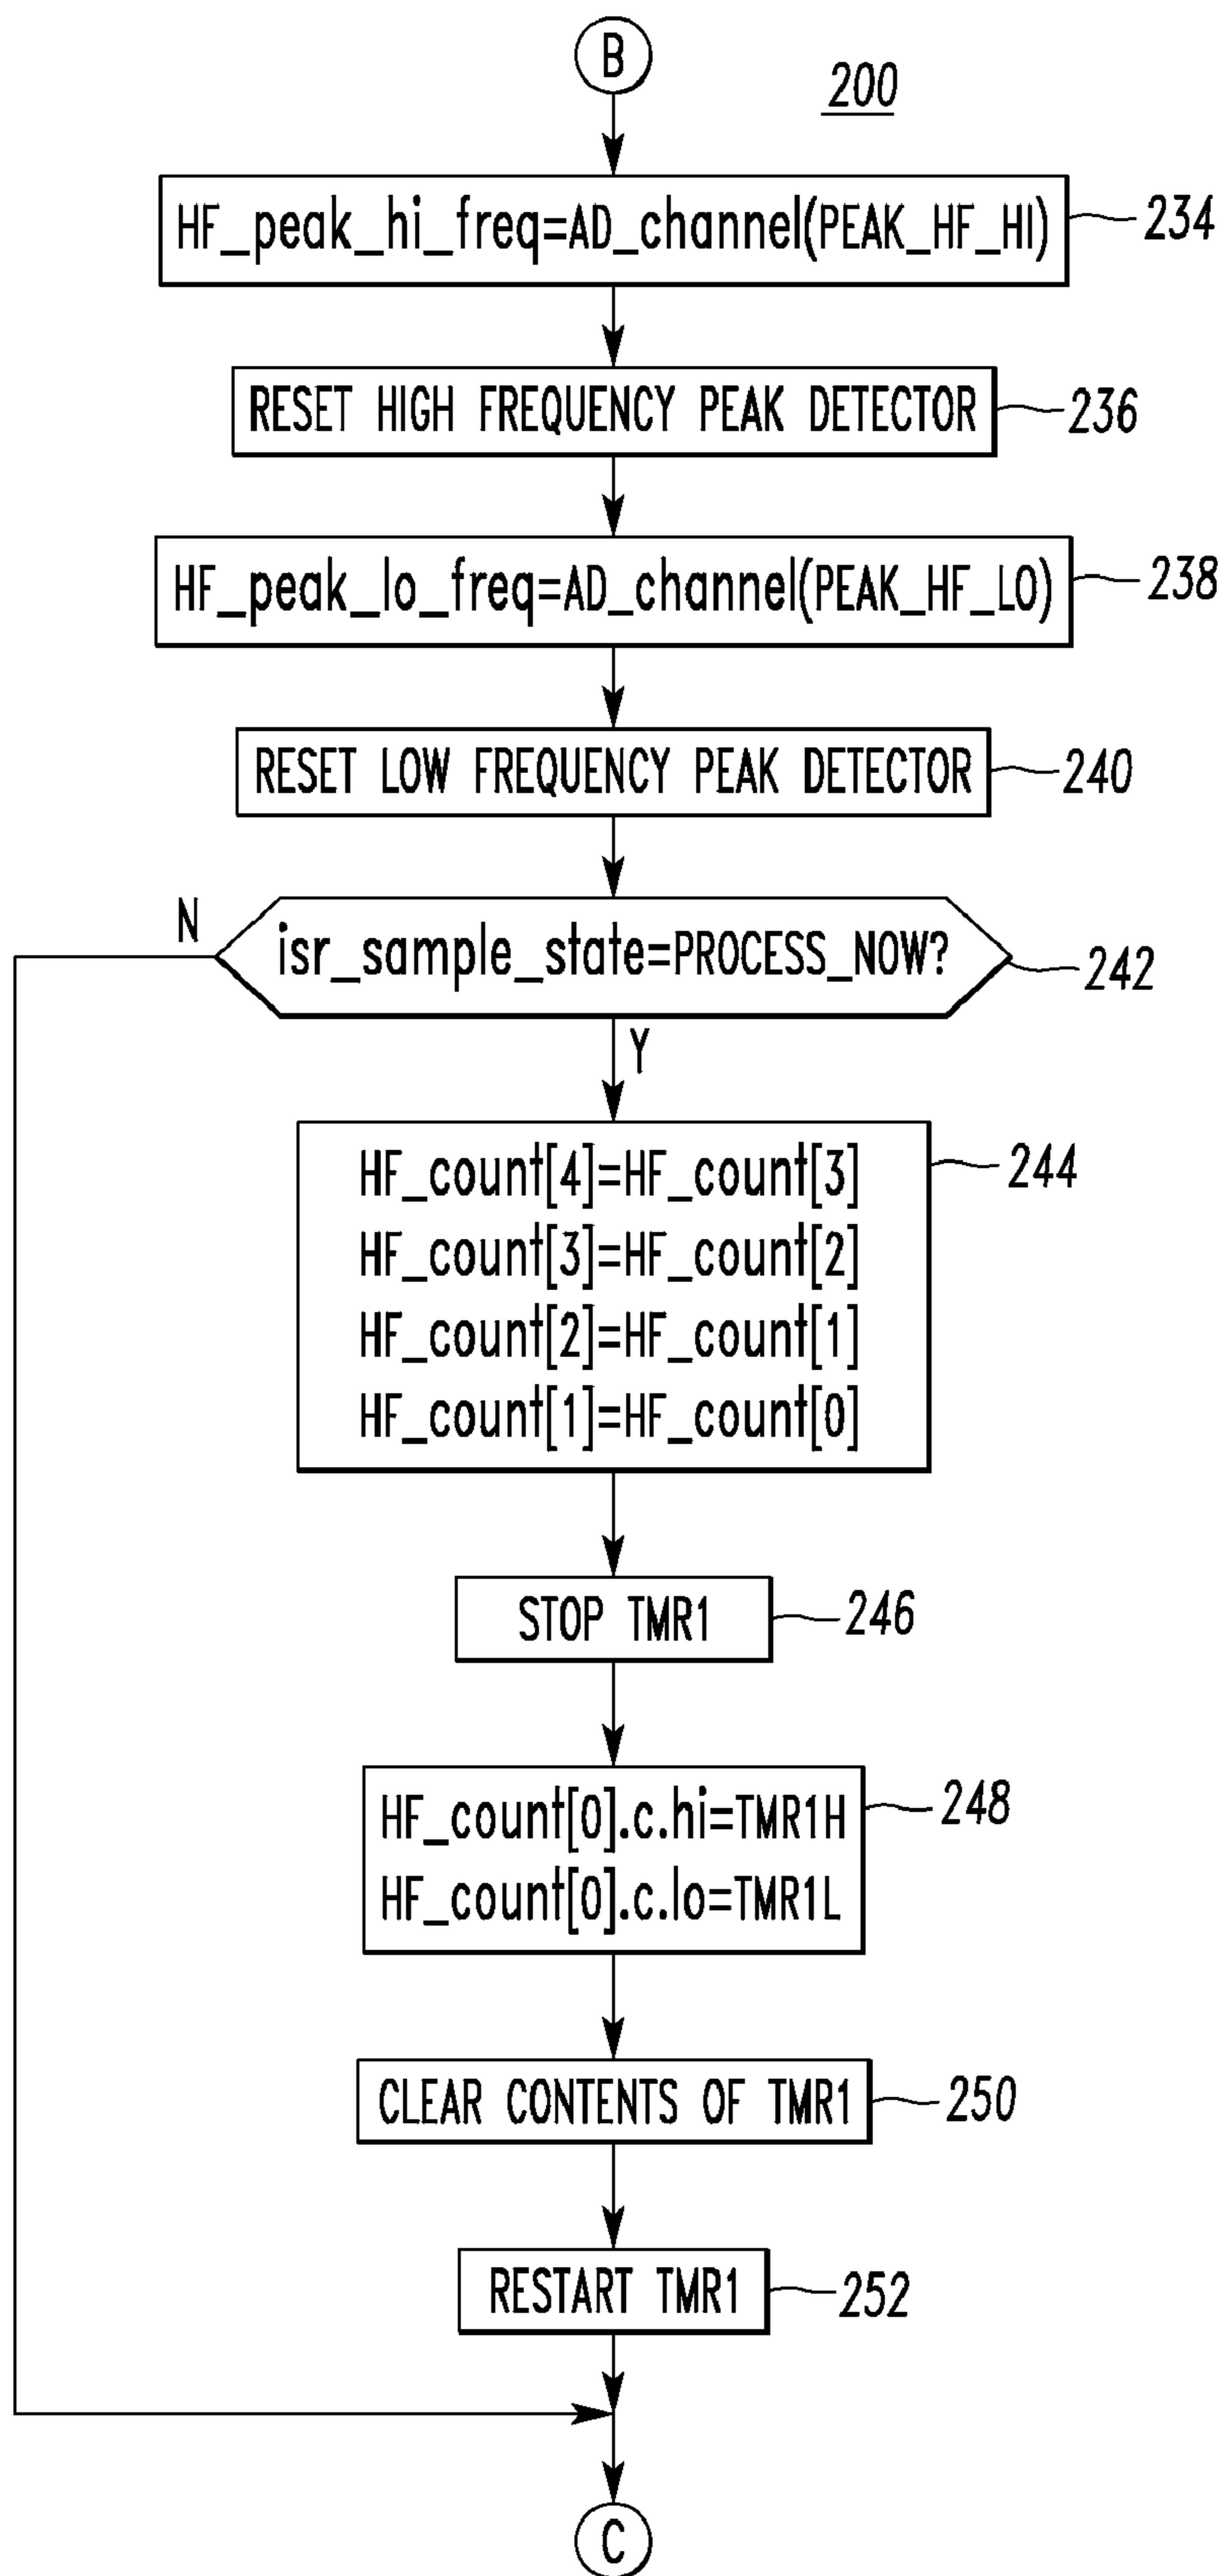 B
200
HF_peak_hi_freq=AD_channel(PEAK_HF_HI)
234
RESET HIGH FREQUENCY PEAK DETECTOR
236
HF_peak_lo_freq=AD_channel(PEAK_HF_LO)
238
RESET LOW FREQUENCY PEAK DETECTOR
240
N
isr_sample_state=PROCESS_NOW?
242
Y
HF_count[4]=HF_count[3]
HF_count[3]=HF_count[2]
HF_count[2]=HF_count[1]
HF_count[1]=HF_count[0]
244
STOP TMR1
246
HF_count[0].c.hi=TMR1H
HF_count[0].c.lo=TMR1L
248
CLEAR CONTENTS OF TMR1
250
RESTART TMR1
252
C